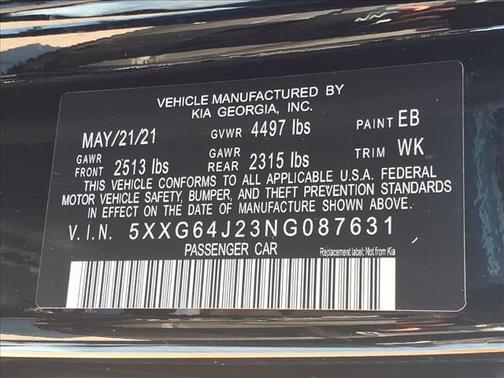 VEHICLE MANUFACTURED BY
KIA GEORGIA, INC.
MAY/21/21 GVWR 4497 lbs PAINT EB
GAWR FRONT 2513 lbs GAWR REAR 2315 lbs TRIM WK
THIS VEHICLE CONFORMS TO ALL APPLICABLE U.S.A. FEDERAL
MOTOR VEHICLE SAFETY, BUMPER, AND THEFT PREVENTION STANDARDS
IN EFFECT ON THE DATE OF MANUFACTURE SHOWN ABOVE.
V.I.N. 5XXG64J23NG087631
PASSENGER CAR Replacement label: Not from Kia